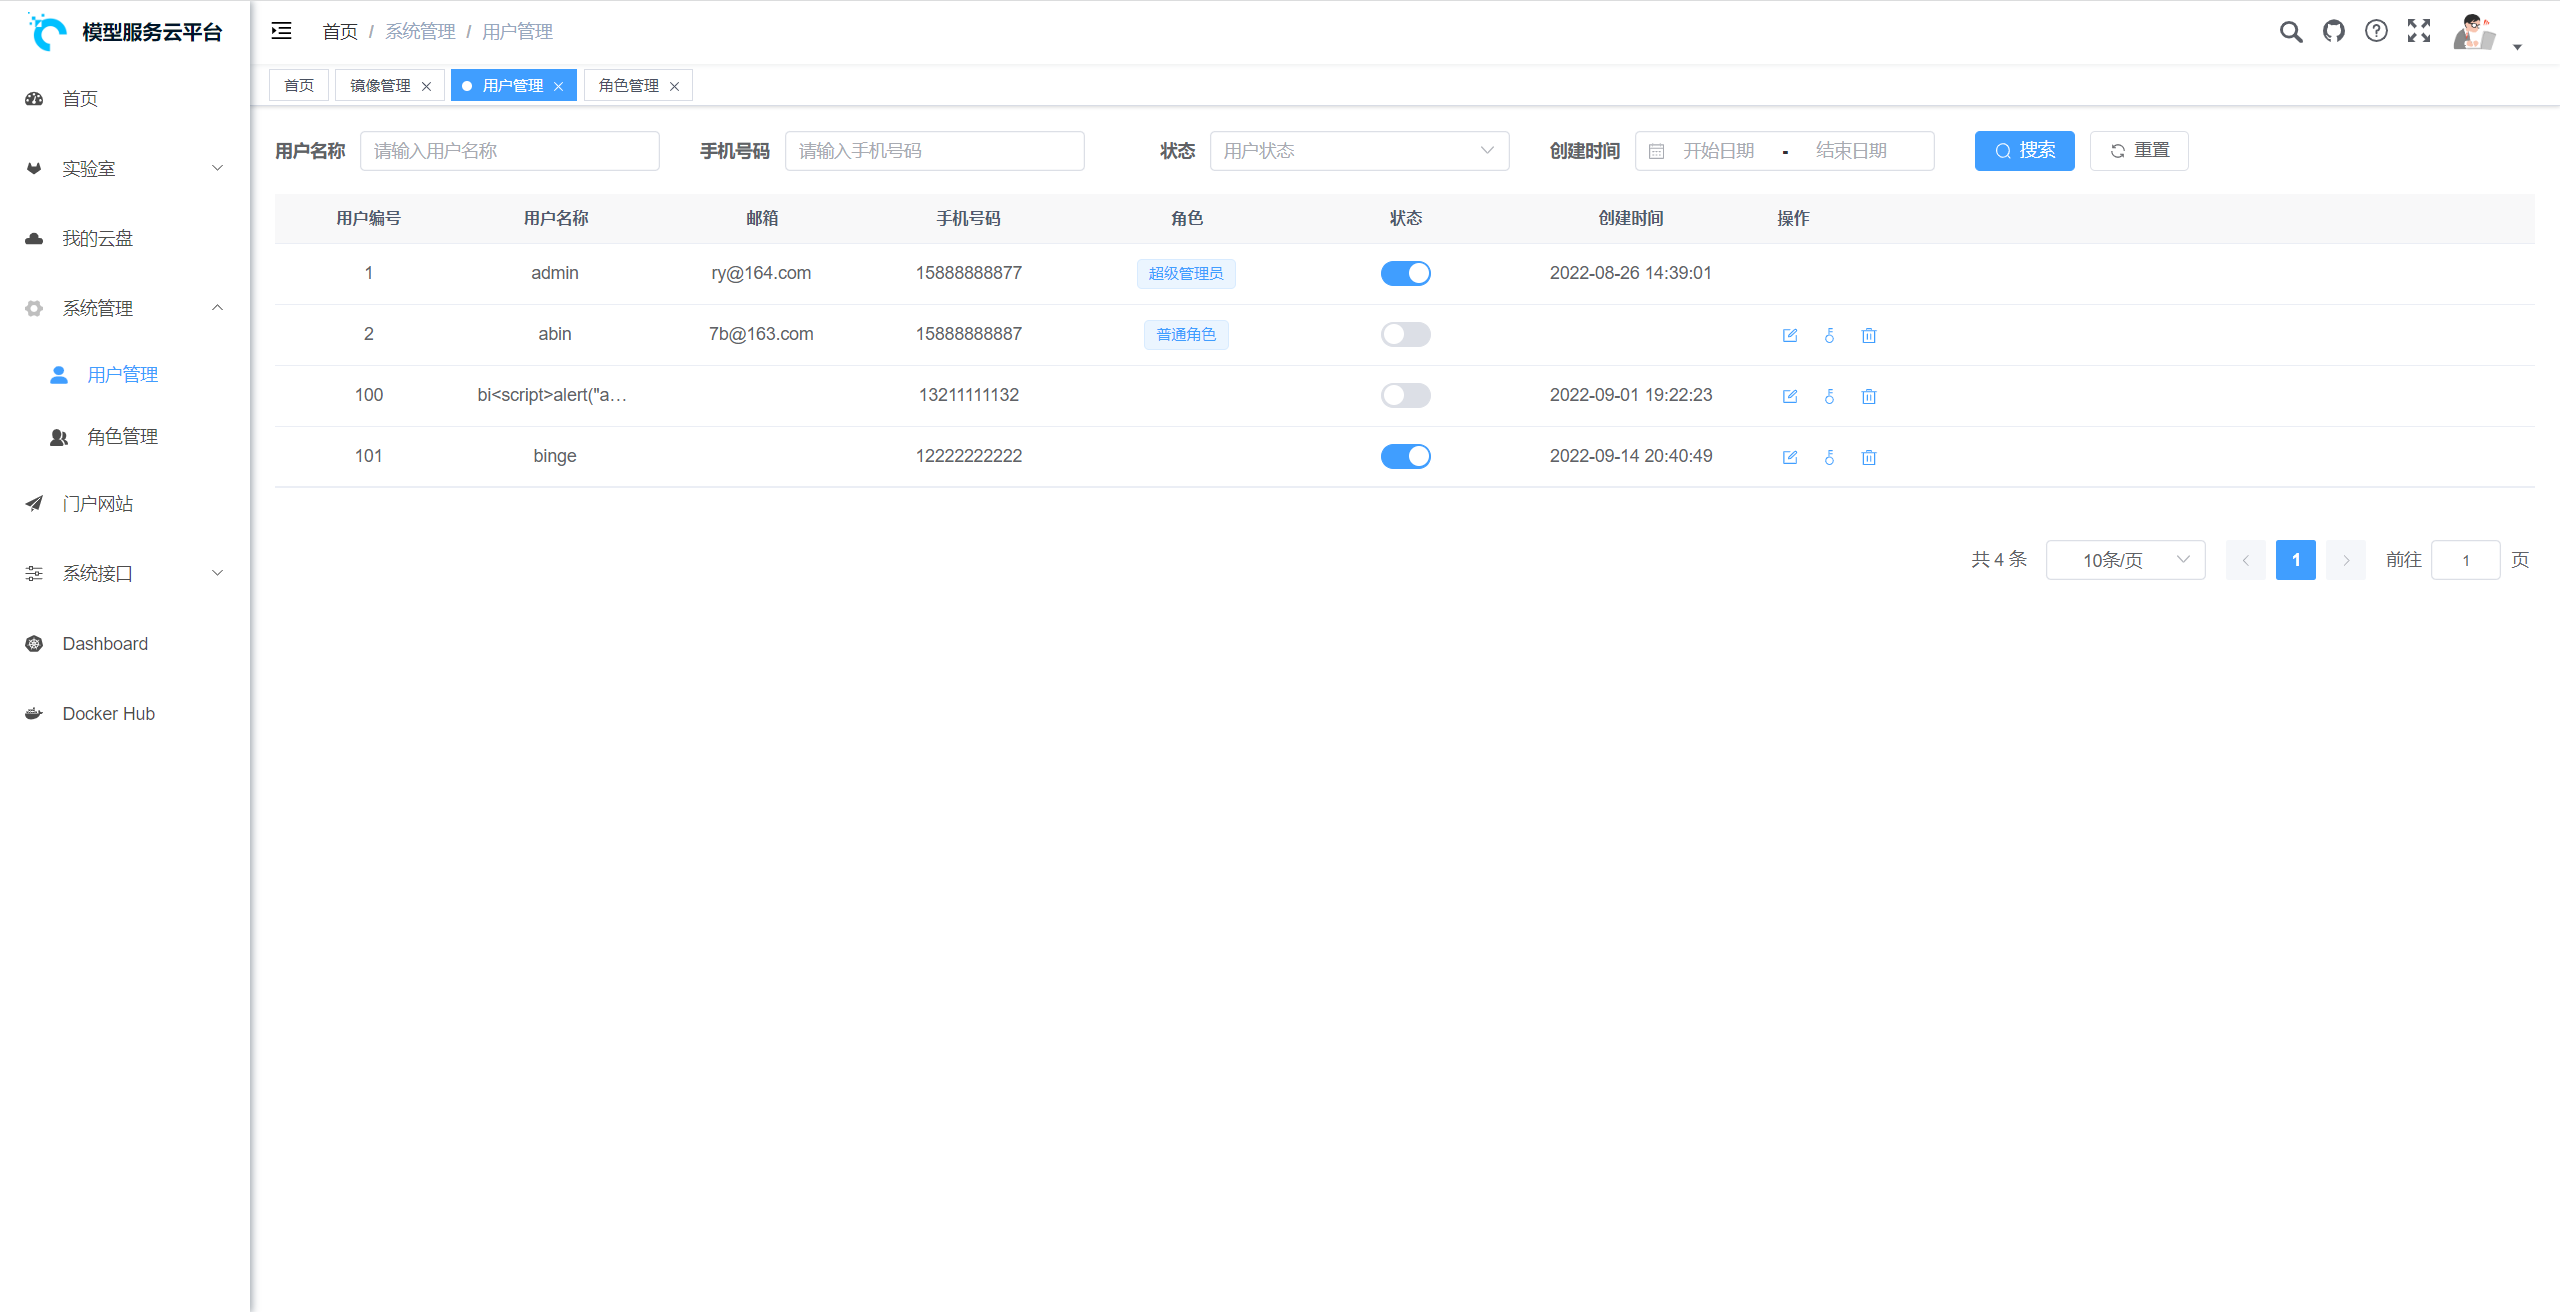 模型服务云平台
首页 / 系统管理 / 用户管理
首页 镜像管理 用户管理 角色管理
首页
实验室
我的云盘
系统管理
用户管理
角色管理
门户网站
系统接口
Dashboard
Docker Hub
用户名称 请输入用户名称 手机号码 请输入手机号码 状态 用户状态 创建时间 开始日期 - 结束日期 搜索 重置
用户编号 用户名称 邮箱 手机号码 角色 状态 创建时间 操作
1 admin ry@164.com 15888888877 超级管理员 2022-08-26 14:39:01
2 abin 7b@163.com 15888888887 普通角色
100 bi<script>alert("a… 13211111132 2022-09-01 19:22:23
101 binge 12222222222 2022-09-14 20:40:49
共 4 条 10条/页 1 前往 1 页